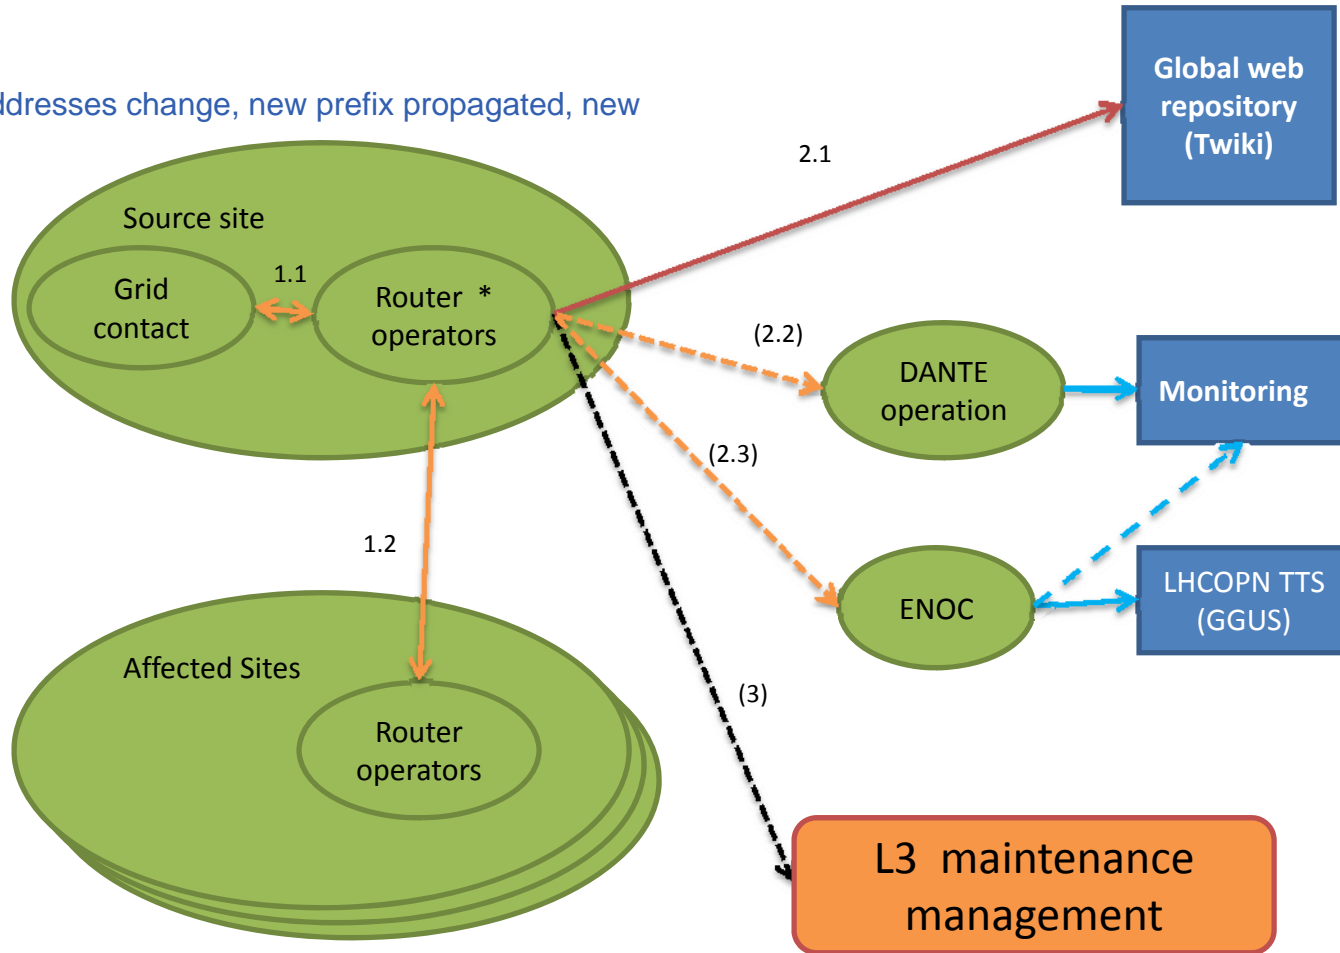 Global web
repository
(Twiki)
ddresses change, new prefix propagated, new
2.1
Source site
1.1
Grid
contact
Router *
operators
(2.2)
DANTE
operation
Monitoring
(2.3)
1.2
ENOC
LHCOPN TTS
(GGUS)
Affected Sites
(3)
Router
operators
L3 maintenance
management